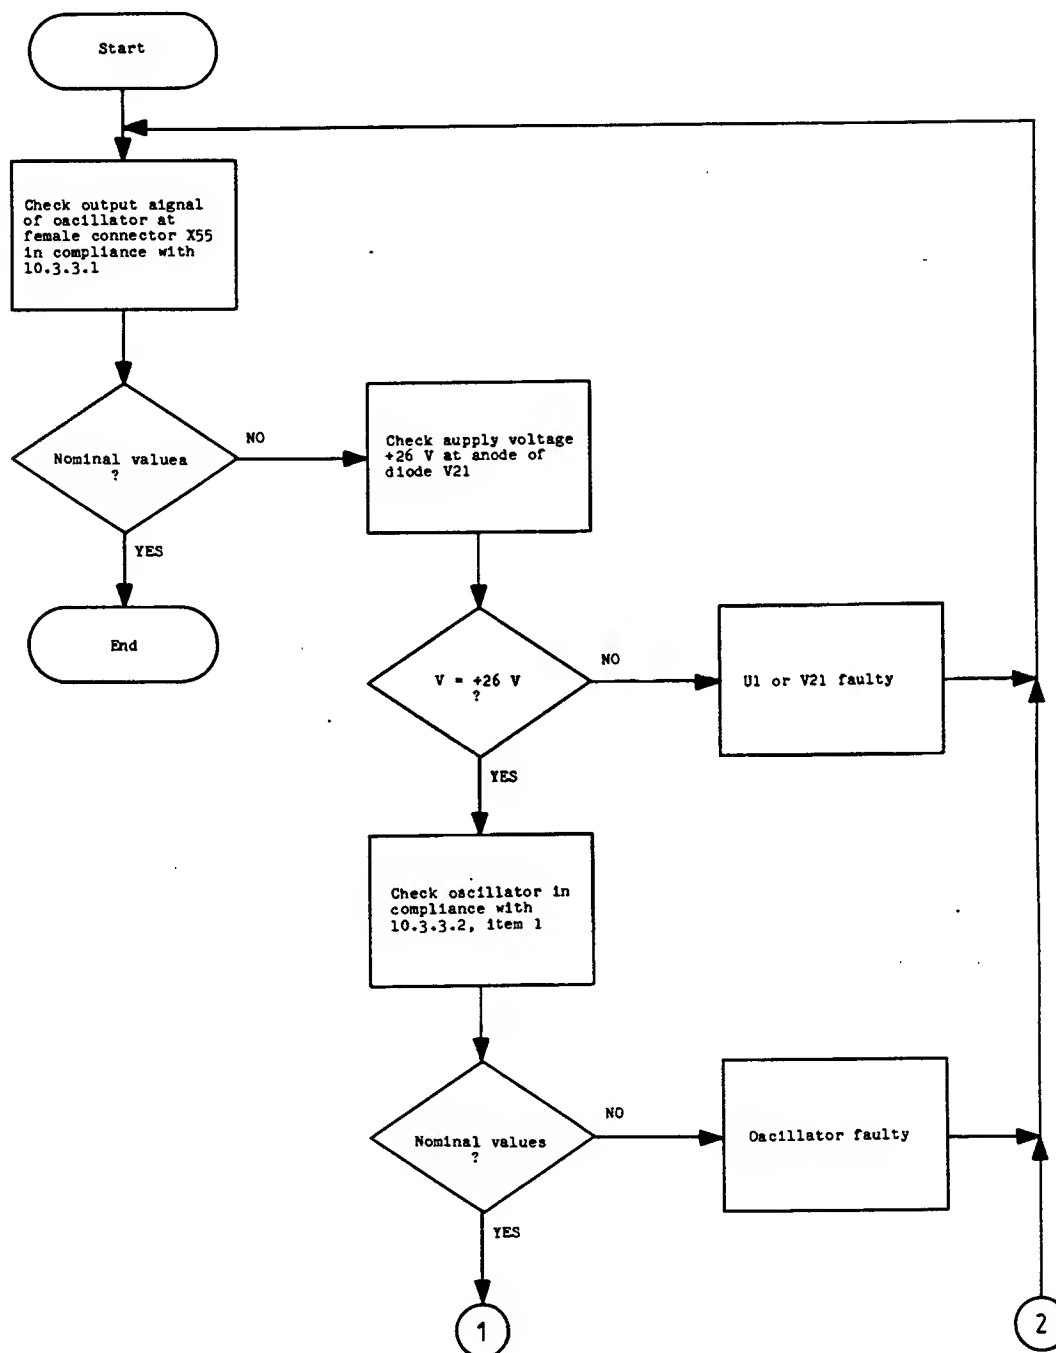 Start
Check output aignal
of oacillator at
female connector X55
in compliance with
10.3.3.1
Nominal valuea
?
NO
YES
End
Check aupply voltage
+26 V at anode of
diode V21
V = +26 V
?
NO
YES
U1 or V21 faulty
Check oscillator in
compliance with
10.3.3.2, item 1
Nominal values
?
NO
YES
Oacillator faulty
1
2